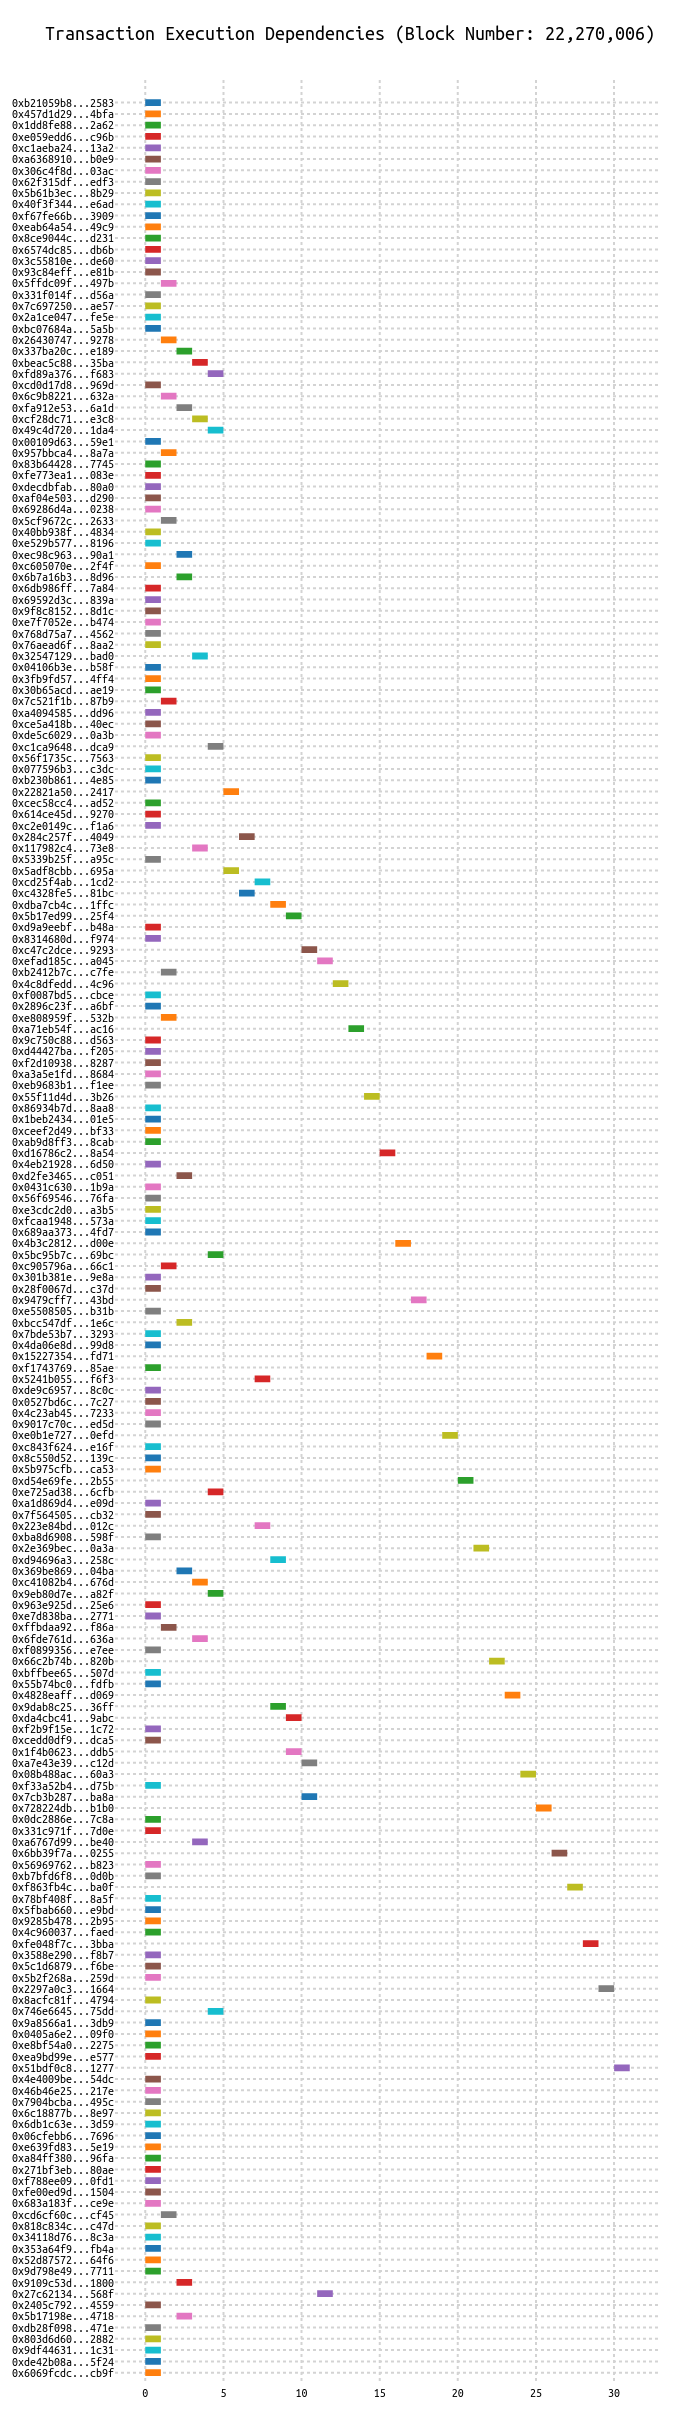 Transaction Execution Dependencies (Block Number: 22,270,006)
0xb21059b8...2583
0x457d1d29...4bfa
0x1dd8fe88...2a62
0xe059edd6...c96b
0xc1aeba24...13a2
0xa6368910...b0e9
0x306c4f8d...03ac
0x62f315df...edf3
0x5b61b3ec...8b29
0x40f3f344...e6ad
0xf67fe66b...3909
0xeab64a54...49c9
0x8ce9044c...d231
0x6574dc85...db6b
0x3c55810e...de60
0x93c84eff...e81b
0x5ffdc09f...497b
0x331f014f...d56a
0x7c697250...ae57
0x2a1ce047...fe5e
0xbc07684a...5a5b
0x26430747...9278
0x337ba20c...e189
0xbeac5c88...35ba
0xfd89a376...f683
0xcd0d17d8...969d
0x6c9b8221...632a
0xfa912e53...6a1d
0xcf28dc71...e3c8
0x49c4d720...1da4
0x00109d63...59e1
0x957bbca4...8a7a
0x83b64428...7745
0xfe773ea1...083e
0xdecdbfab...80a0
0xaf04e503...d290
0x69286d4a...0238
0x5cf9672c...2633
0x40bb938f...4834
0xe529b577...8196
0xec98c963...90a1
0xc605070e...2f4f
0x6b7a16b3...8d96
0x6db986ff...7a84
0x69592d3c...839a
0x9f8c8152...8d1c
0xe7f7052e...b474
0x768d75a7...4562
0x76aead6f...8aa2
0x32547129...bad0
0x04106b3e...b58f
0x3fb9fd57...4ff4
0x30b65acd...ae19
0x7c521f1b...87b9
0xa4094585...dd96
0xce5a418b...40ec
0xde5c6029...0a3b
0xc1ca9648...dca9
0x56f1735c...7563
0x077596b3...c3dc
0xb230b861...4e85
0x22821a50...2417
0xcec58cc4...ad52
0x614ce45d...9270
0xc2e0149c...f1a6
0x284c257f...4049
0x117982c4...73e8
0x5339b25f...a95c
0x5adf8cbb...695a
0xcd25f4ab...1cd2
0xc4328fe5...81bc
0xdba7cb4c...1ffc
0x5b17ed99...25f4
0xd9a9eebf...b48a
0x8314680d...f974
0xc47c2dce...9293
0xefad185c...a045
0xb2412b7c...c7fe
0x4c8dfedd...4c96
0xf0087bd5...cbce
0x2896c23f...a6bf
0xe808959f...532b
0xa71eb54f...ac16
0x9c750c88...d563
0xd44427ba...f205
0xf2d10938...8287
0xa3a5e1fd...8684
0xeb9683b1...f1ee
0x55f11d4d...3b26
0x86934b7d...8aa8
0x1beb2434...01e5
0xceef2d49...bf33
0xab9d8ff3...8cab
0xd16786c2...8a54
0x4eb21928...6d50
0xd2fe3465...c051
0x0431c630...1b9a
0x56f69546...76fa
0xe3cdc2d0...a3b5
0xfcaa1948...573a
0x689aa373...4fd7
0x4b3c2812...d00e
0x5bc95b7c...69bc
0xc905796a...66c1
0x301b381e...9e8a
0x28f0067d...c37d
0x9479cff7...43bd
0xe5508505...b31b
0xbcc547df...1e6c
0x7bde53b7...3293
0x4da06e8d...99d8
0x15227354...fd71
0xf1743769...85ae
0x5241b055...f6f3
0xde9c6957...8c0c
0x0527bd6c...7c27
0x4c23ab45...7233
0x9017c70c...ed5d
0xe0b1e727...0efd
0xc843f624...e16f
0x8c550d52...139c
0x5b975cfb...ca53
0xd54e69fe...2b55
0xe725ad38...6cfb
0xa1d869d4...e09d
0x7f564505...cb32
0x223e84bd...012c
0xba8d6908...598f
0x2e369bec...0a3a
0xd94696a3...258c
0x369be869...04ba
0xc41082b4...676d
0x9eb80d7e...a82f
0x963e925d...25e6
0xe7d838ba...2771
0xffbdaa92...f86a
0x6fde761d...636a
0xf0899356...e7ee
0x66c2b74b...820b
0xbffbee65...507d
0x55b74bc0...fdfb
0x4828eaff...d069
0x9dab8c25...36ff
0xda4cbc41...9abc
0xf2b9f15e...1c72
0xcedd0df9...dca5
0x1f4b0623...ddb5
0xa7e43e39...c12d
0x08b488ac...60a3
0xf33a52b4...d75b
0x7cb3b287...ba8a
0x728224db...b1b0
0x0dc2886e...7c8a
0x331c971f...7d0e
0xa6767d99...be40
0x6bb39f7a...0255
0x56969762...b823
0xb7bfd6f8...0d0b
0xf863fb4c...ba0f
0x78bf408f...8a5f
0x5fbab660...e9bd
0x9285b478...2b95
0x4c960037...faed
0xfe048f7c...3bba
0x3588e290...f8b7
0x5c1d6879...f6be
0x5b2f268a...259d
0x2297a0c3...1664
0x8acfc81f...4794
0x746e6645...75dd
0x9a8566a1...3db9
0x0405a6e2...09f0
0xe8bf54a0...2275
0xea9bd99e...e577
0x51bdf0c8...1277
0x4e4009be...54dc
0x46b46e25...217e
0x7904bcba...495c
0x6c18877b...8e97
0x6db1c63e...3d59
0x06cfebb6...7696
0xe639fd83...5e19
0xa84ff380...96fa
0x271bf3eb...80ae
0xf788ee09...0fd1
0xfe00ed9d...1504
0x683a183f...ce9e
0xcd6cf60c...cf45
0x818c834c...c47d
0x34118d76...8c3a
0x353a64f9...fb4a
0x52d87572...64f6
0x9d798e49...7711
0x9109c53d...1800
0x27c62134...568f
0x2405c792...4559
0x5b17198e...4718
0xdb28f098...471e
0x803d6d60...2882
0x9df44631...1c31
0xde42b08a...5f24
0x6069fcdc...cb9f
0 5 10 15 20 25 30